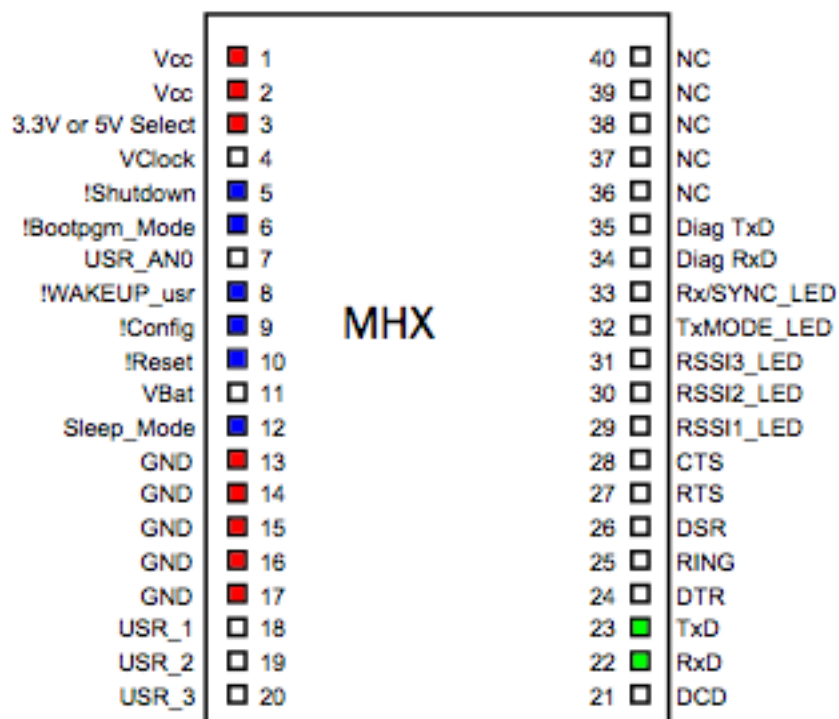 Vcc 1 40 NC
Vcc 2 39 NC
3.3V or 5V Select 3 38 NC
VClock 4 37 NC
!Shutdown 5 36 NC
!Bootpgm_Mode 6 35 Diag TxD
USR_AN0 7 34 Diag RxD
!WAKEUP_usr 8 33 Rx/SYNC_LED
!Config 9 MHX 32 TxMODE_LED
!Reset 10 31 RSSI3_LED
VBat 11 30 RSSI2_LED
Sleep_Mode 12 29 RSSI1_LED
GND 13 28 CTS
GND 14 27 RTS
GND 15 26 DSR
GND 16 25 RING
GND 17 24 DTR
USR_1 18 23 TxD
USR_2 19 22 RxD
USR_3 20 21 DCD